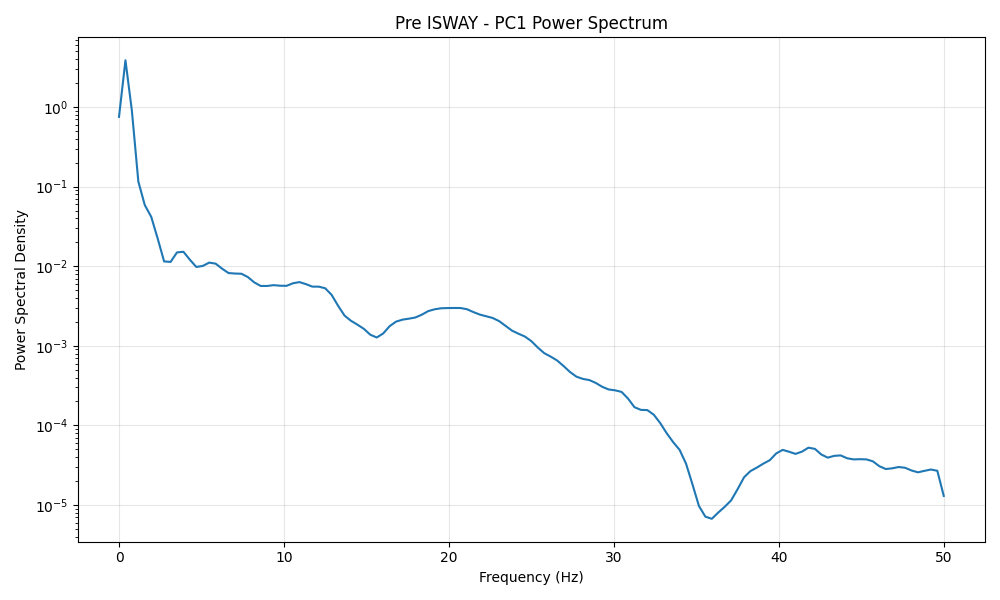 Pre ISWAY - PC1 Power Spectrum
Power Spectral Density
10⁰
10⁻¹
10⁻²
10⁻³
10⁻⁴
10⁻⁵
0 10 20 30 40 50
Frequency (Hz)